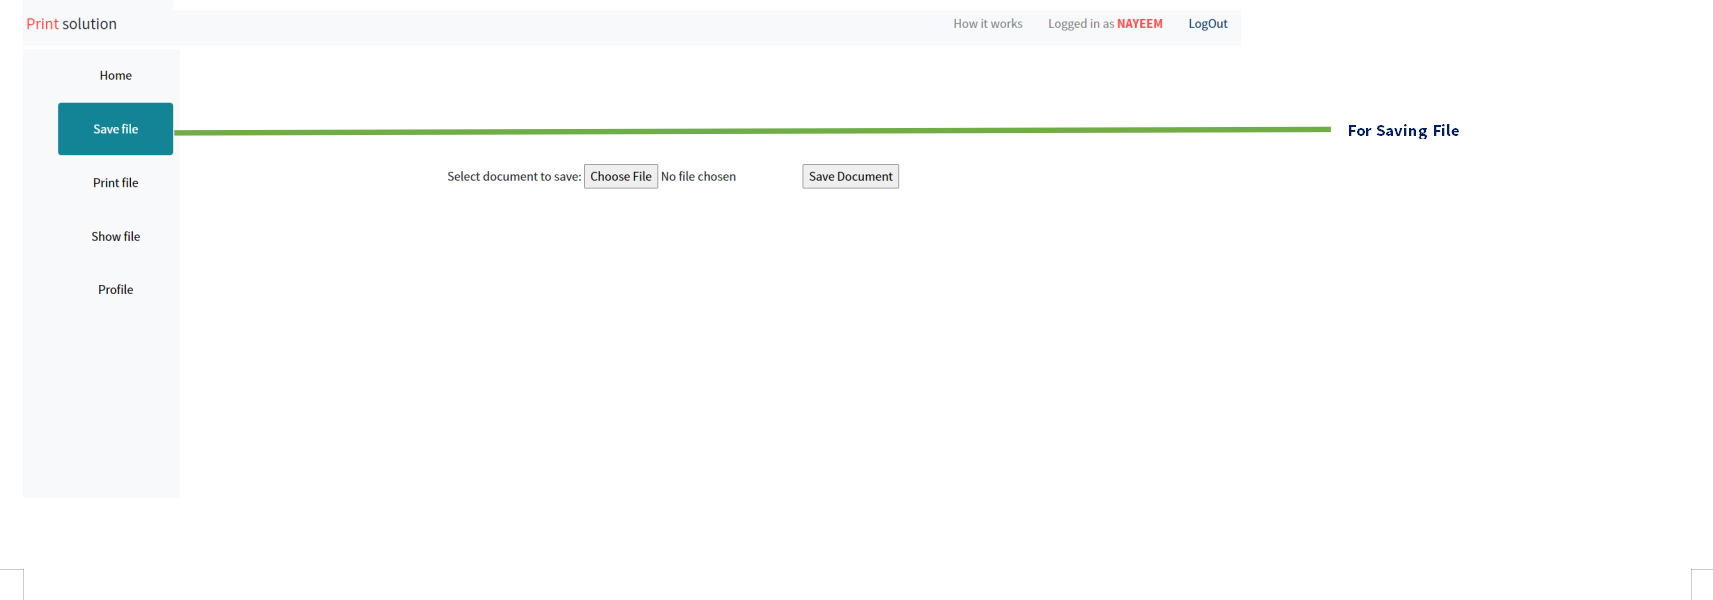 Print solution
How it works Logged in as NAYEEM LogOut
Home
Save file
For Saving File
Select document to save: Choose File No file chosen Save Document
Print file
Show file
Profile